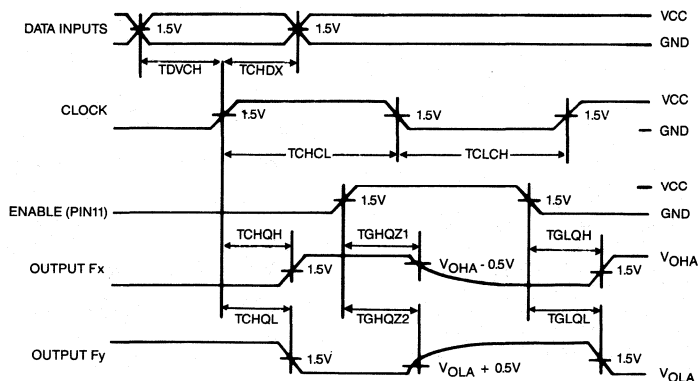 VCC
DATA INPUTS 1.5V 1.5V
GND
TDVCH TCHDX
VCC
CLOCK 1.5V 1.5V 1.5V
GND
TCHCL TCLCH
VCC
1.5V 1.5V
ENABLE (PIN11) GND
TCHQH TGHQZ1 TGLQH
VOHA
OUTPUT Fx 1.5V VOHA - 0.5V 1.5V
TCHQL TGHQZ2 TGLQL
OUTPUT Fy 1.5V VOLA + 0.5V 1.5V
VOLA